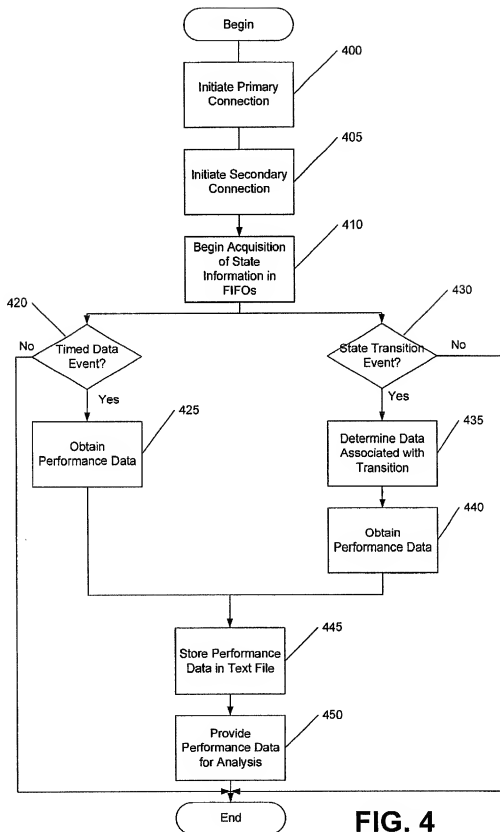 Begin
400
Initiate Primary
Connection
405
Initiate Secondary
Connection
410
Begin Acquisition
of State
Information in
FIFOs
420
430
No
Timed Data
Event?
State Transition
Event?
No
Yes
Yes
425
435
Obtain
Performance Data
Determine Data
Associated with
Transition
440
Obtain
Performance Data
445
Store Performance
Data in Text File
450
Provide
Performance Data
for Analysis
End
FIG. 4